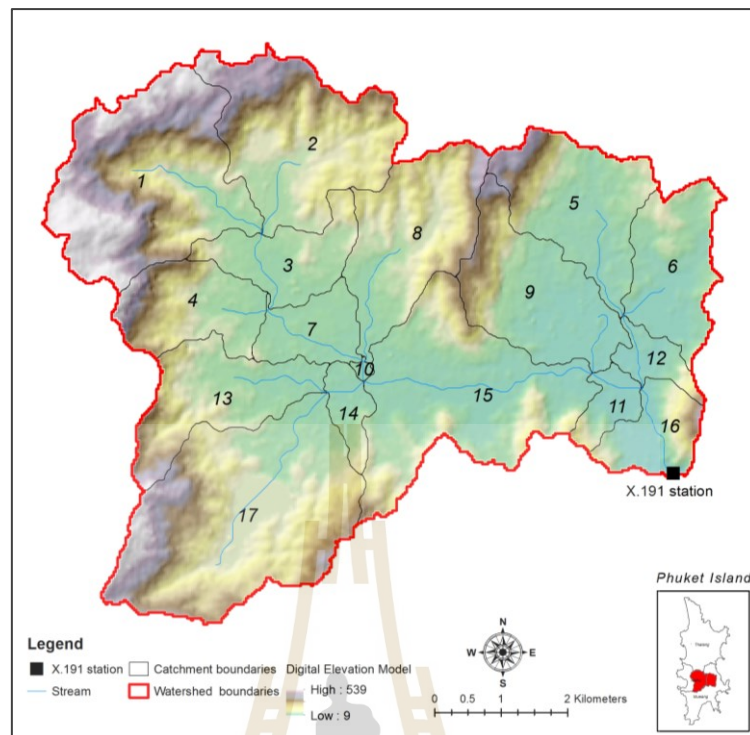 2
1
5
8
6
3
4
9
7
12
10
13
15
14
11
16
X.191 station
17
Phuket Island
Legend
X.191 station
Catchment boundaries
Digital Elevation Model
Stream
Watershed boundaries
High : 539
Low : 9
N
W
E
S
0 0.5 1 2 Kilometers